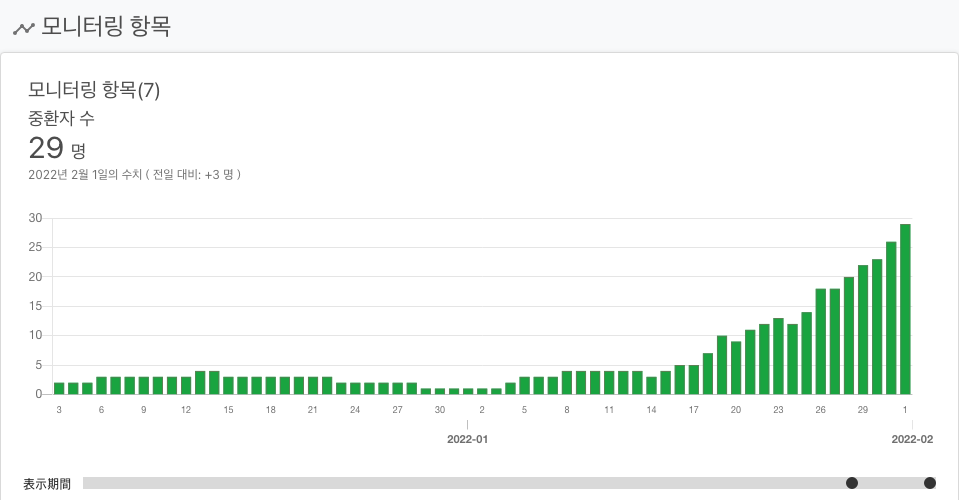 모니터링 항목
모니터링 항목(7)
중환자 수
29 명
2022년 2월 1일의 수치 ( 전일 대비: +3 명 )
30
25
20
15
10
5
0
3 6 9 12 15 18 21 24 27 30 2 5 8 11 14 17 20 23 26 29 1
2022-01 2022-02
表示期間